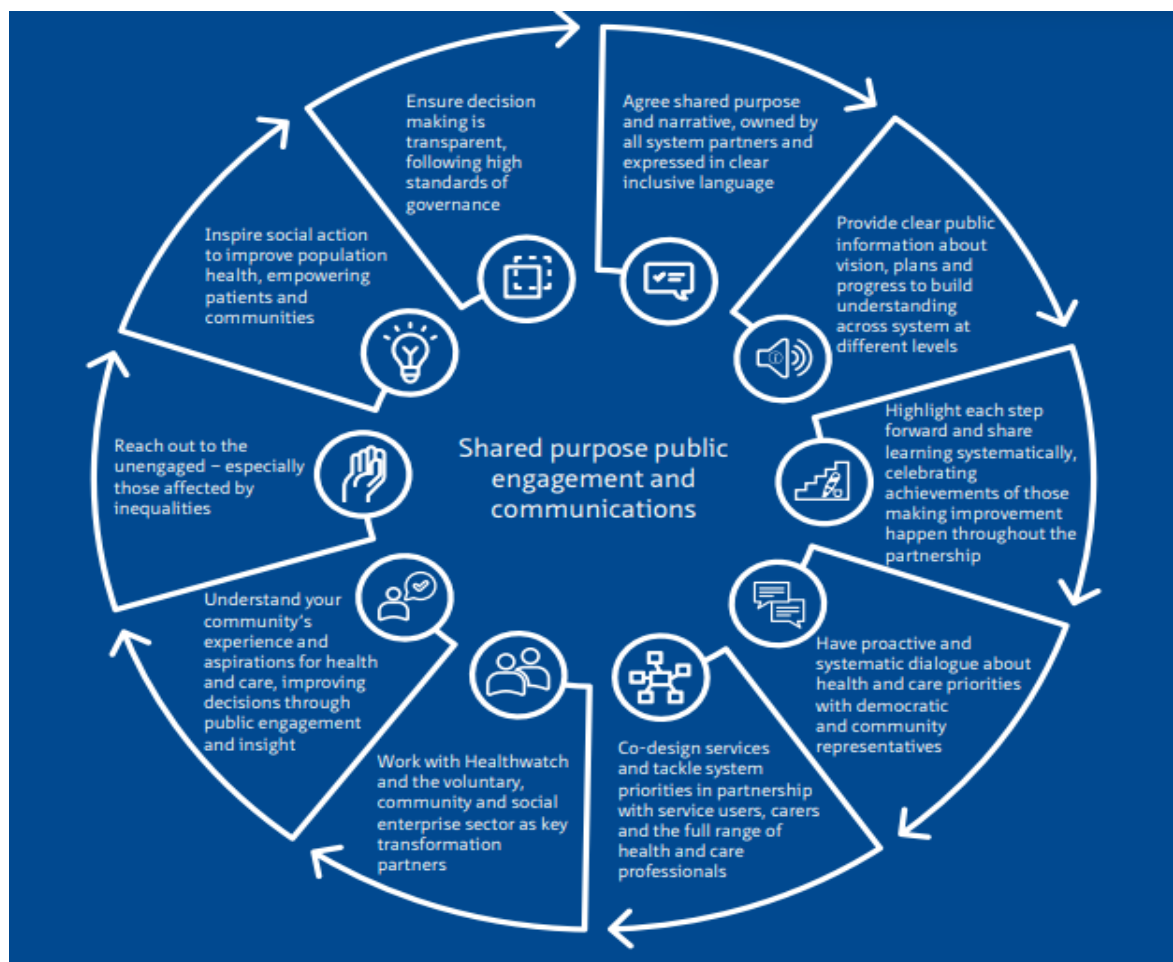 Ensure decision
making is
transparent,
following high
standards of
governance
Agree shared purpose
and narrative, owned by
all system partners and
expressed in clear
inclusive language
Provide clear public
information about
vision, plans and
progress to build
understanding
across system at
different levels
Highlight each step
forward and share
learning systematically,
celebrating
achievements of those
making improvement
happen throughout the
partnership
Have proactive and
systematic dialogue about
health and care priorities
with democratic
and community
representatives
Co-design services
and tackle system
priorities in partnership
with service users, carers
and the full range of
health and care
professionals
Work with Healthwatch
and the voluntary,
community and social
enterprise sector as key
transformation
partners
Understand your
community's
experience and
aspirations for health
and care, improving
decisions through
public engagement
and insight
Reach out to the
unengaged – especially
those affected by
inequalities
Inspire social action
to improve population
health, empowering
patients and
communities
Shared purpose public
engagement and
communications